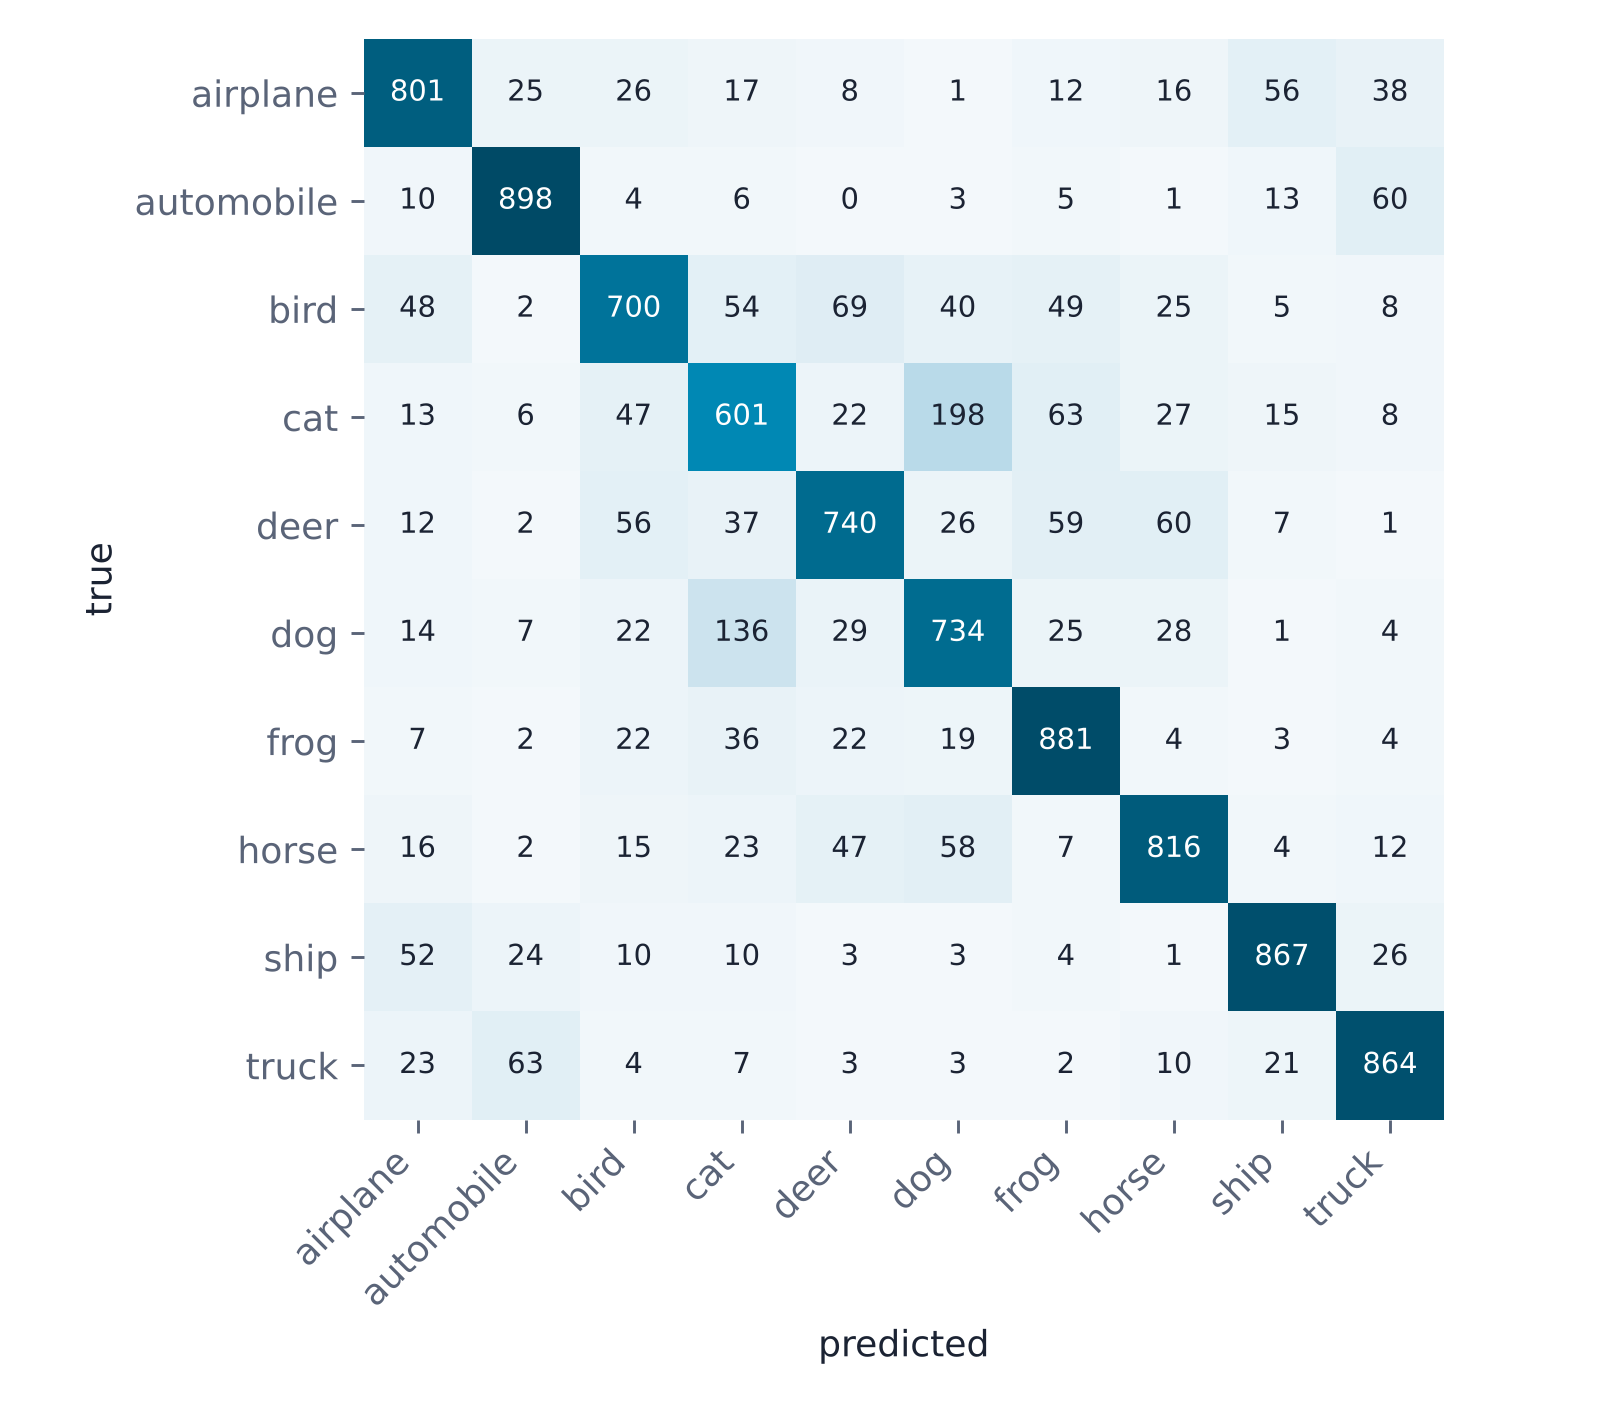 airplane 801 25 26 17 8 1 12 16 56 38
automobile 10 898 4 6 0 3 5 1 13 60
bird 48 2 700 54 69 40 49 25 5 8
cat 13 6 47 601 22 198 63 27 15 8
deer 12 2 56 37 740 26 59 60 7 1
dog 14 7 22 136 29 734 25 28 1 4
frog 7 2 22 36 22 19 881 4 3 4
horse 16 2 15 23 47 58 7 816 4 12
ship 52 24 10 10 3 3 4 1 867 26
truck 23 63 4 7 3 3 2 10 21 864
true
airplane automobile bird cat deer dog frog horse ship truck
predicted